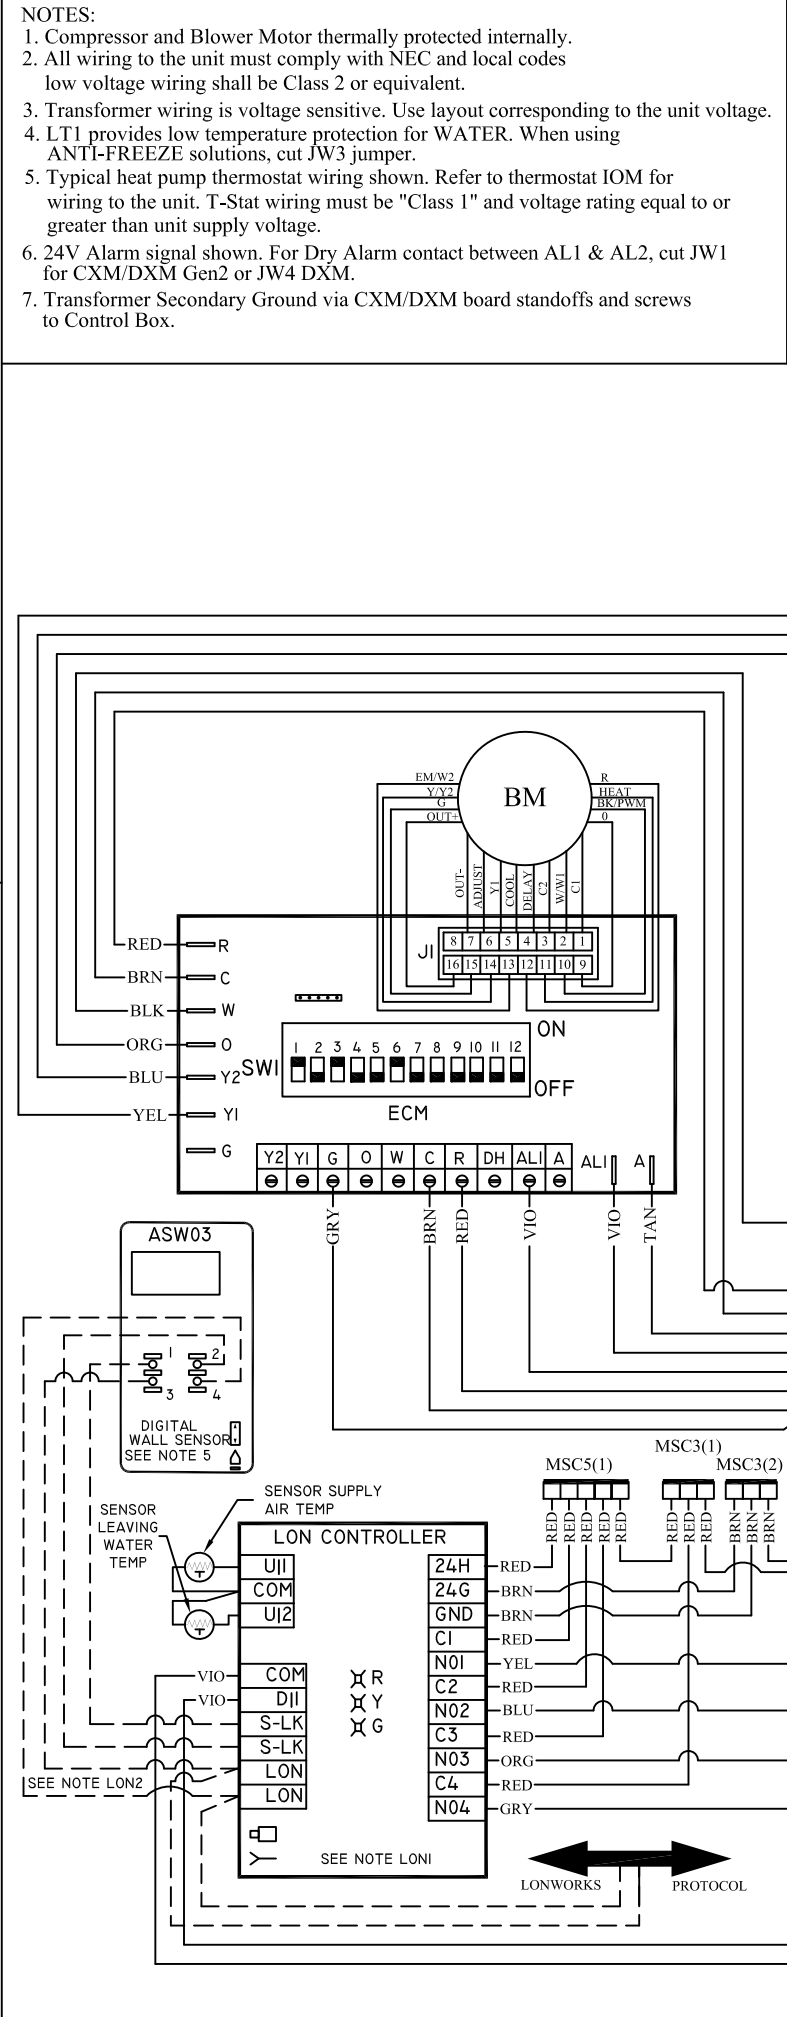 NOTES:
1. Compressor and Blower Motor thermally protected internally.
2. All wiring to the unit must comply with NEC and local codes
low voltage wiring shall be Class 2 or equivalent.
3. Transformer wiring is voltage sensitive. Use layout corresponding to the unit voltage.
4. LT1 provides low temperature protection for WATER. When using
ANTI-FREEZE solutions, cut JW3 jumper.
5. Typical heat pump thermostat wiring shown. Refer to thermostat IOM for
wiring to the unit. T-Stat wiring must be "Class 1" and voltage rating equal to or
greater than unit supply voltage.
6. 24V Alarm signal shown. For Dry Alarm contact between AL1 & AL2, cut JW1
for CXM/DXM Gen2 or JW4 DXM.
7. Transformer Secondary Ground via CXM/DXM board standoffs and screws
to Control Box.
EM/W2
Y/Y2
G
OUT+
BM
R
HEAT
BK/PWM
0
OUT-
ADJUST
Y1
COOL
DELAY
C2
W/W1
C1
J1
8 7 6 5 4 3 2 1
16 15 14 13 12 11 10 9
RED R
BRN C
BLK W
ORG O
BLU Y2
YEL Y1
G
SW1
1 2 3 4 5 6 7 8 9 10 11 12
ON
OFF
ECM
Y2 Y1 G O W C R DH AL1 A
AL1 A
GRY
BRN
RED
VIO
VIO
TAN
ASW03
1 2
3 4
DIGITAL
WALL SENSOR
SEE NOTE 5
MSC5(1)
MSC3(1)
MSC3(2)
RED RED RED RED RED
RED RED RED
BRN BRN BRN
SENSOR SUPPLY
AIR TEMP
SENSOR
LEAVING
WATER
TEMP
LON CONTROLLER
UI1
COM
UI2
VIO COM
VIO DI1
S-LK
S-LK
LON
LON
SEE NOTE LON2
R
Y
G
24H RED
24G BRN
GND BRN
C1 RED
NO1 YEL
C2 RED
NO2 BLU
C3 RED
NO3 ORG
C4 RED
NO4 GRY
SEE NOTE LON1
LONWORKS
PROTOCOL